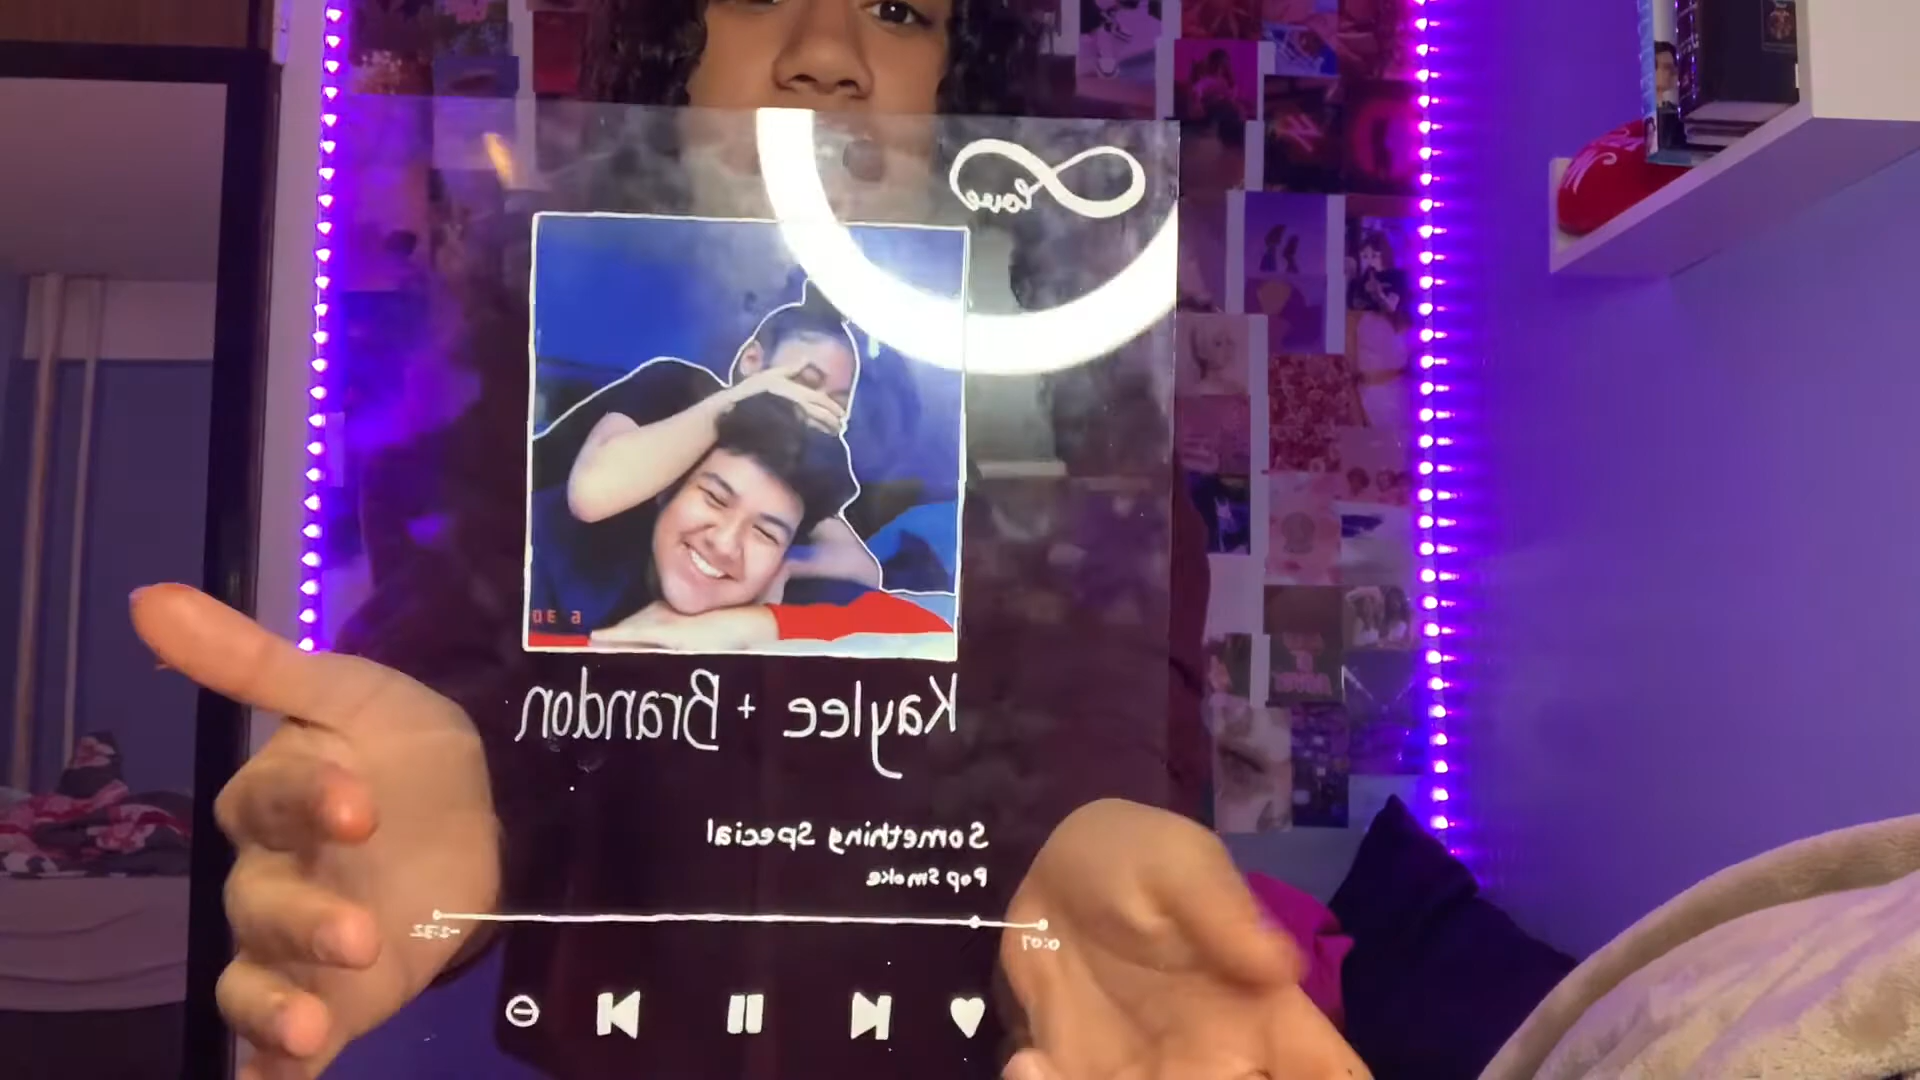 love
Kaylee + Brandon
Something Special
Pop Smoke
0:07 -2:32